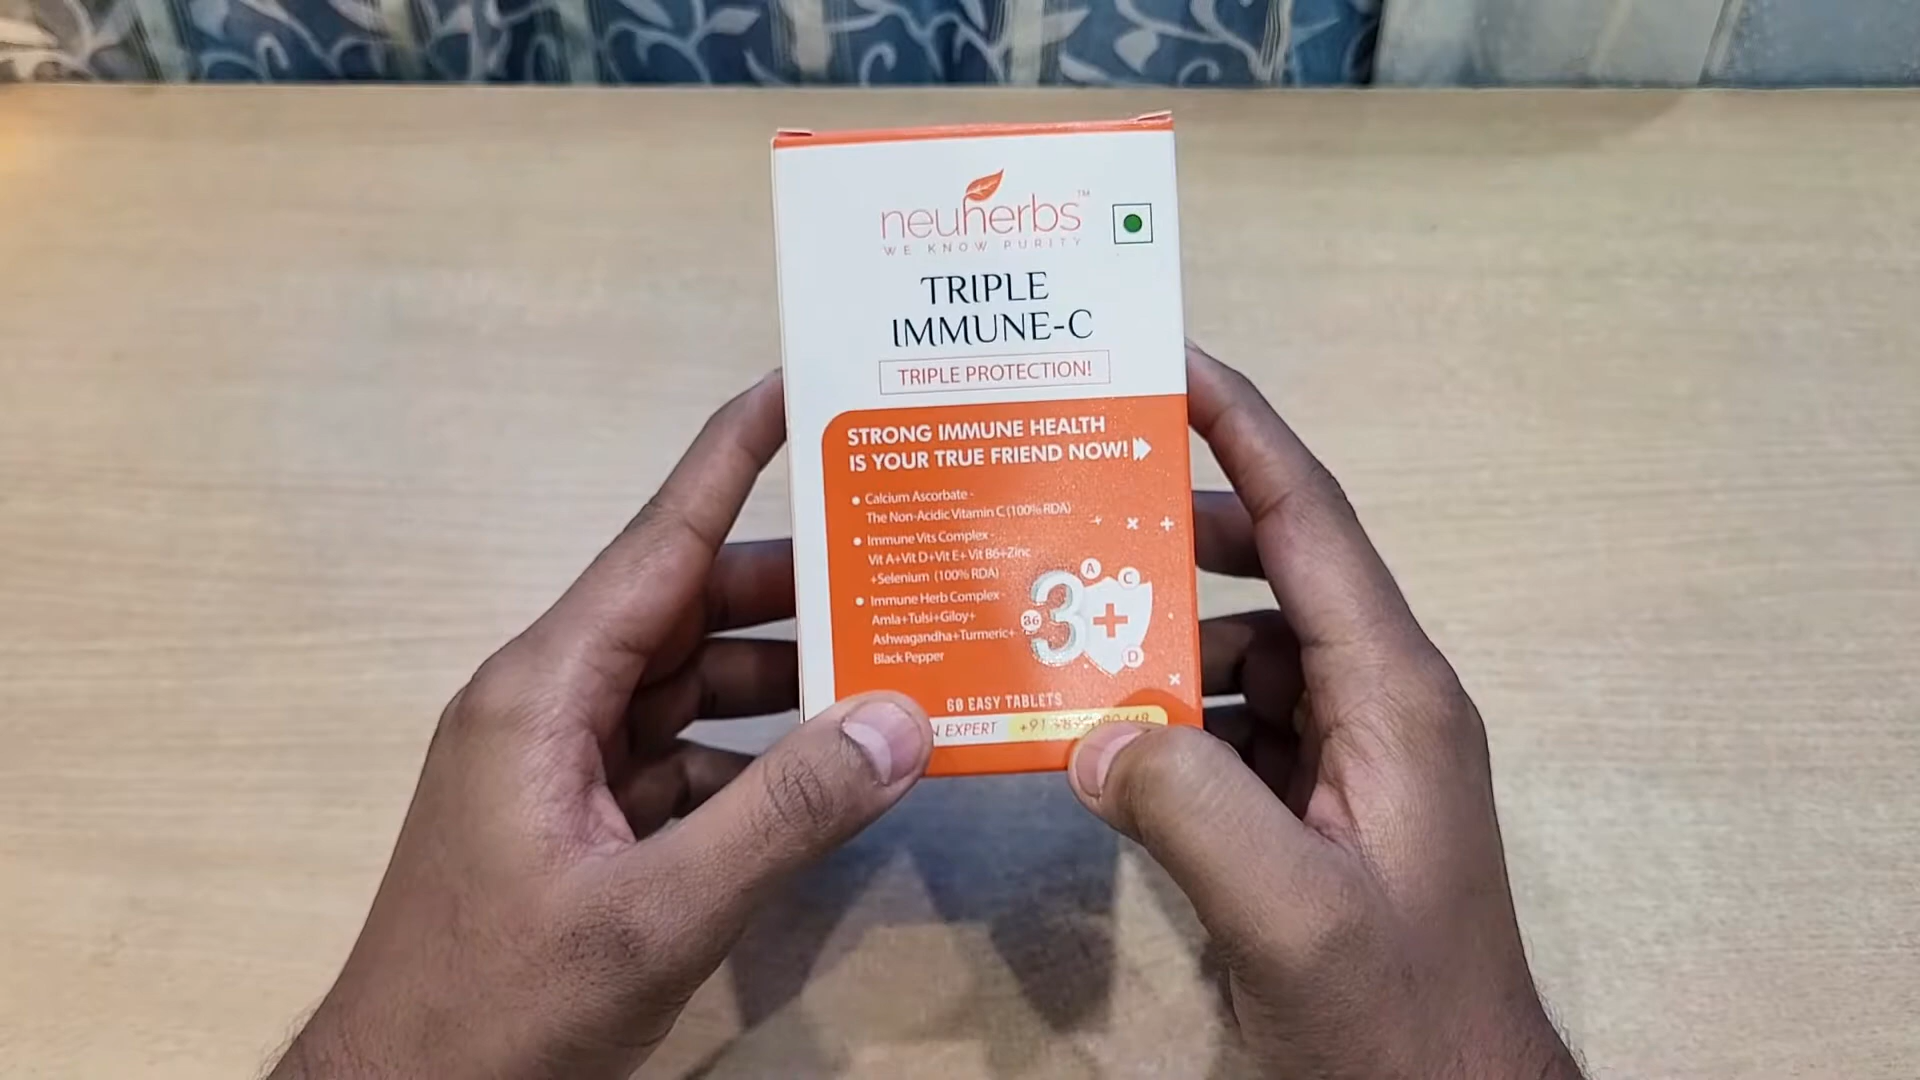 neuherbs™
WE KNOW PURITY
TRIPLE
IMMUNE-C
TRIPLE PROTECTION!
STRONG IMMUNE HEALTH
IS YOUR TRUE FRIEND NOW!
Calcium Ascorbate -
The Non-Acidic Vitamin C (100% RDA)
Immune Vits Complex -
Vit A+Vit D+Vit E+Vit B6+Zinc
+Selenium (100% RDA)
Immune Herb Complex -
Amla+Tulsi+Giloy+
Ashwagandha+Turmeric+
Black Pepper
A
C
3
D
60 EASY TABLETS
EXPERT +91